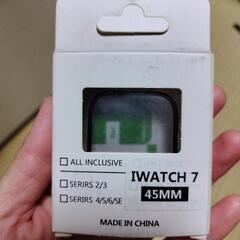 ALL INCLUSIVE
SERIRS 2/3
SERIRS 4/5/6/SE
IWATCH 7
45MM
MADE IN CHINA